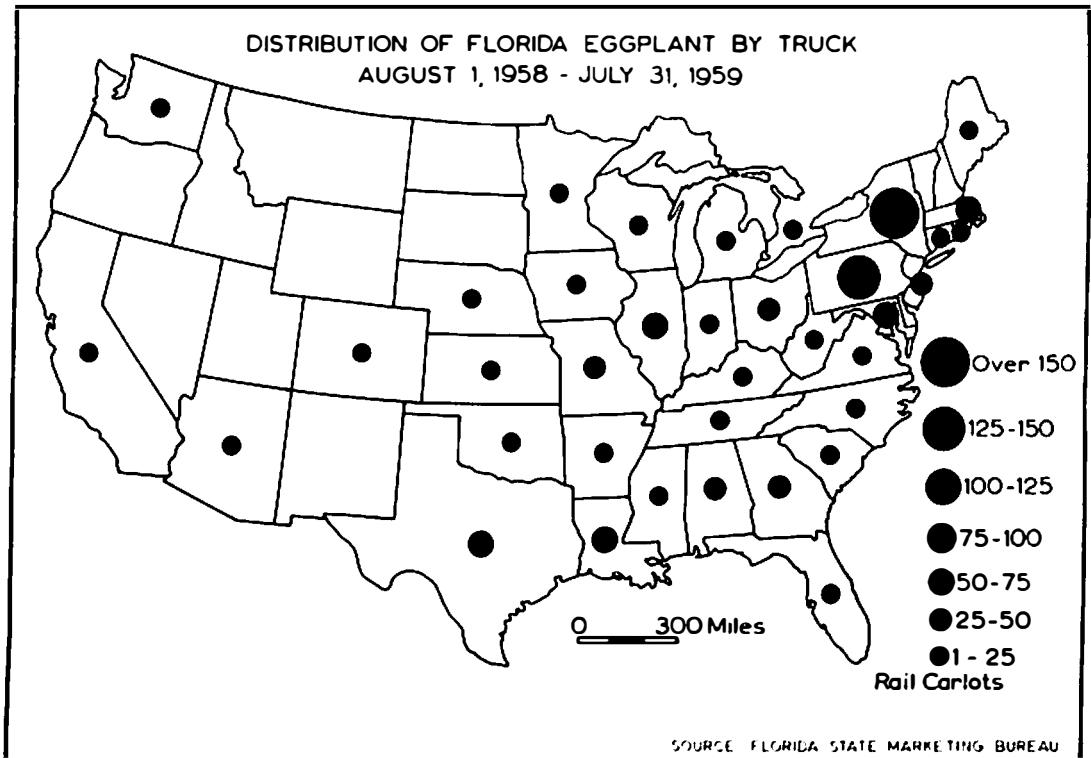 DISTRIBUTION OF FLORIDA EGGPLANT BY TRUCK
AUGUST 1, 1958 - JULY 31, 1959
Over 150
125-150
100-125
75-100
50-75
25-50
1 - 25
Rail Carlots
0 300 Miles
SOURCE FLORIDA STATE MARKETING BUREAU